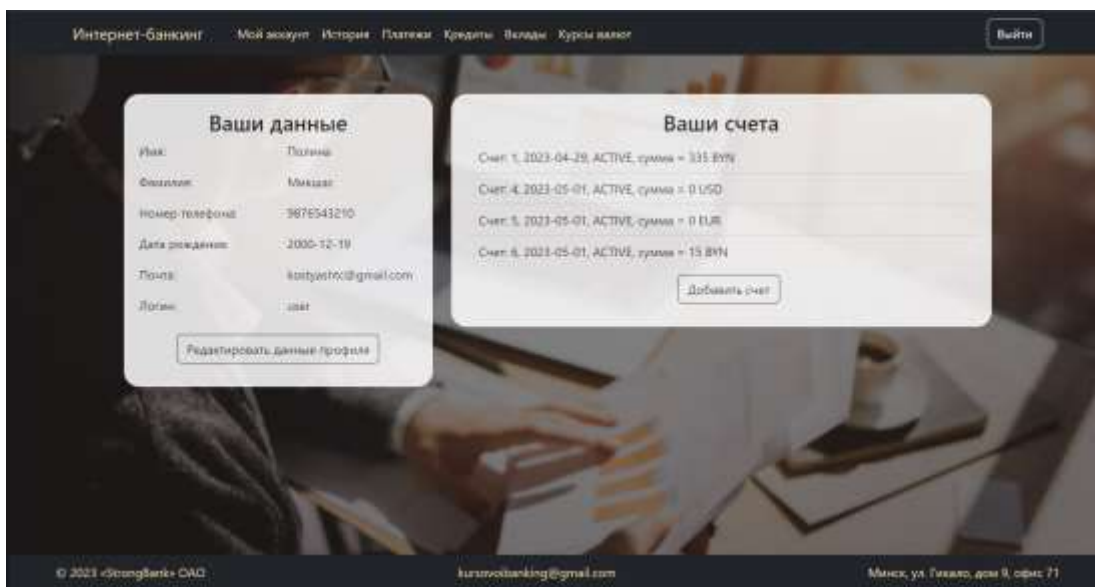 Интернет-банкинг Мой аккаунт История Платежи Кредиты Вклады Курсы валют Выйти
Ваши данные
Имя: Полина
Фамилия:
Номер телефона: 9876543210
Дата рождения: 2000-12-19
Почта: kostyashtc@gmail.com
Логин: user
Редактировать данные профиля
Ваши счета
Счет: 1, 2023-04-29, ACTIVE, сумма = 335 BYN
Счет: 4, 2023-05-01, ACTIVE, сумма = 0 USD
Счет: 5, 2023-05-01, ACTIVE, сумма = 0 EUR
Счет: 6, 2023-05-01, ACTIVE, сумма = 15 BYN
Добавить счет
© 2023 «StrongBank» ОАО kursovoibanking@gmail.com Минск, ул. Гикало, дом 9, офис 71